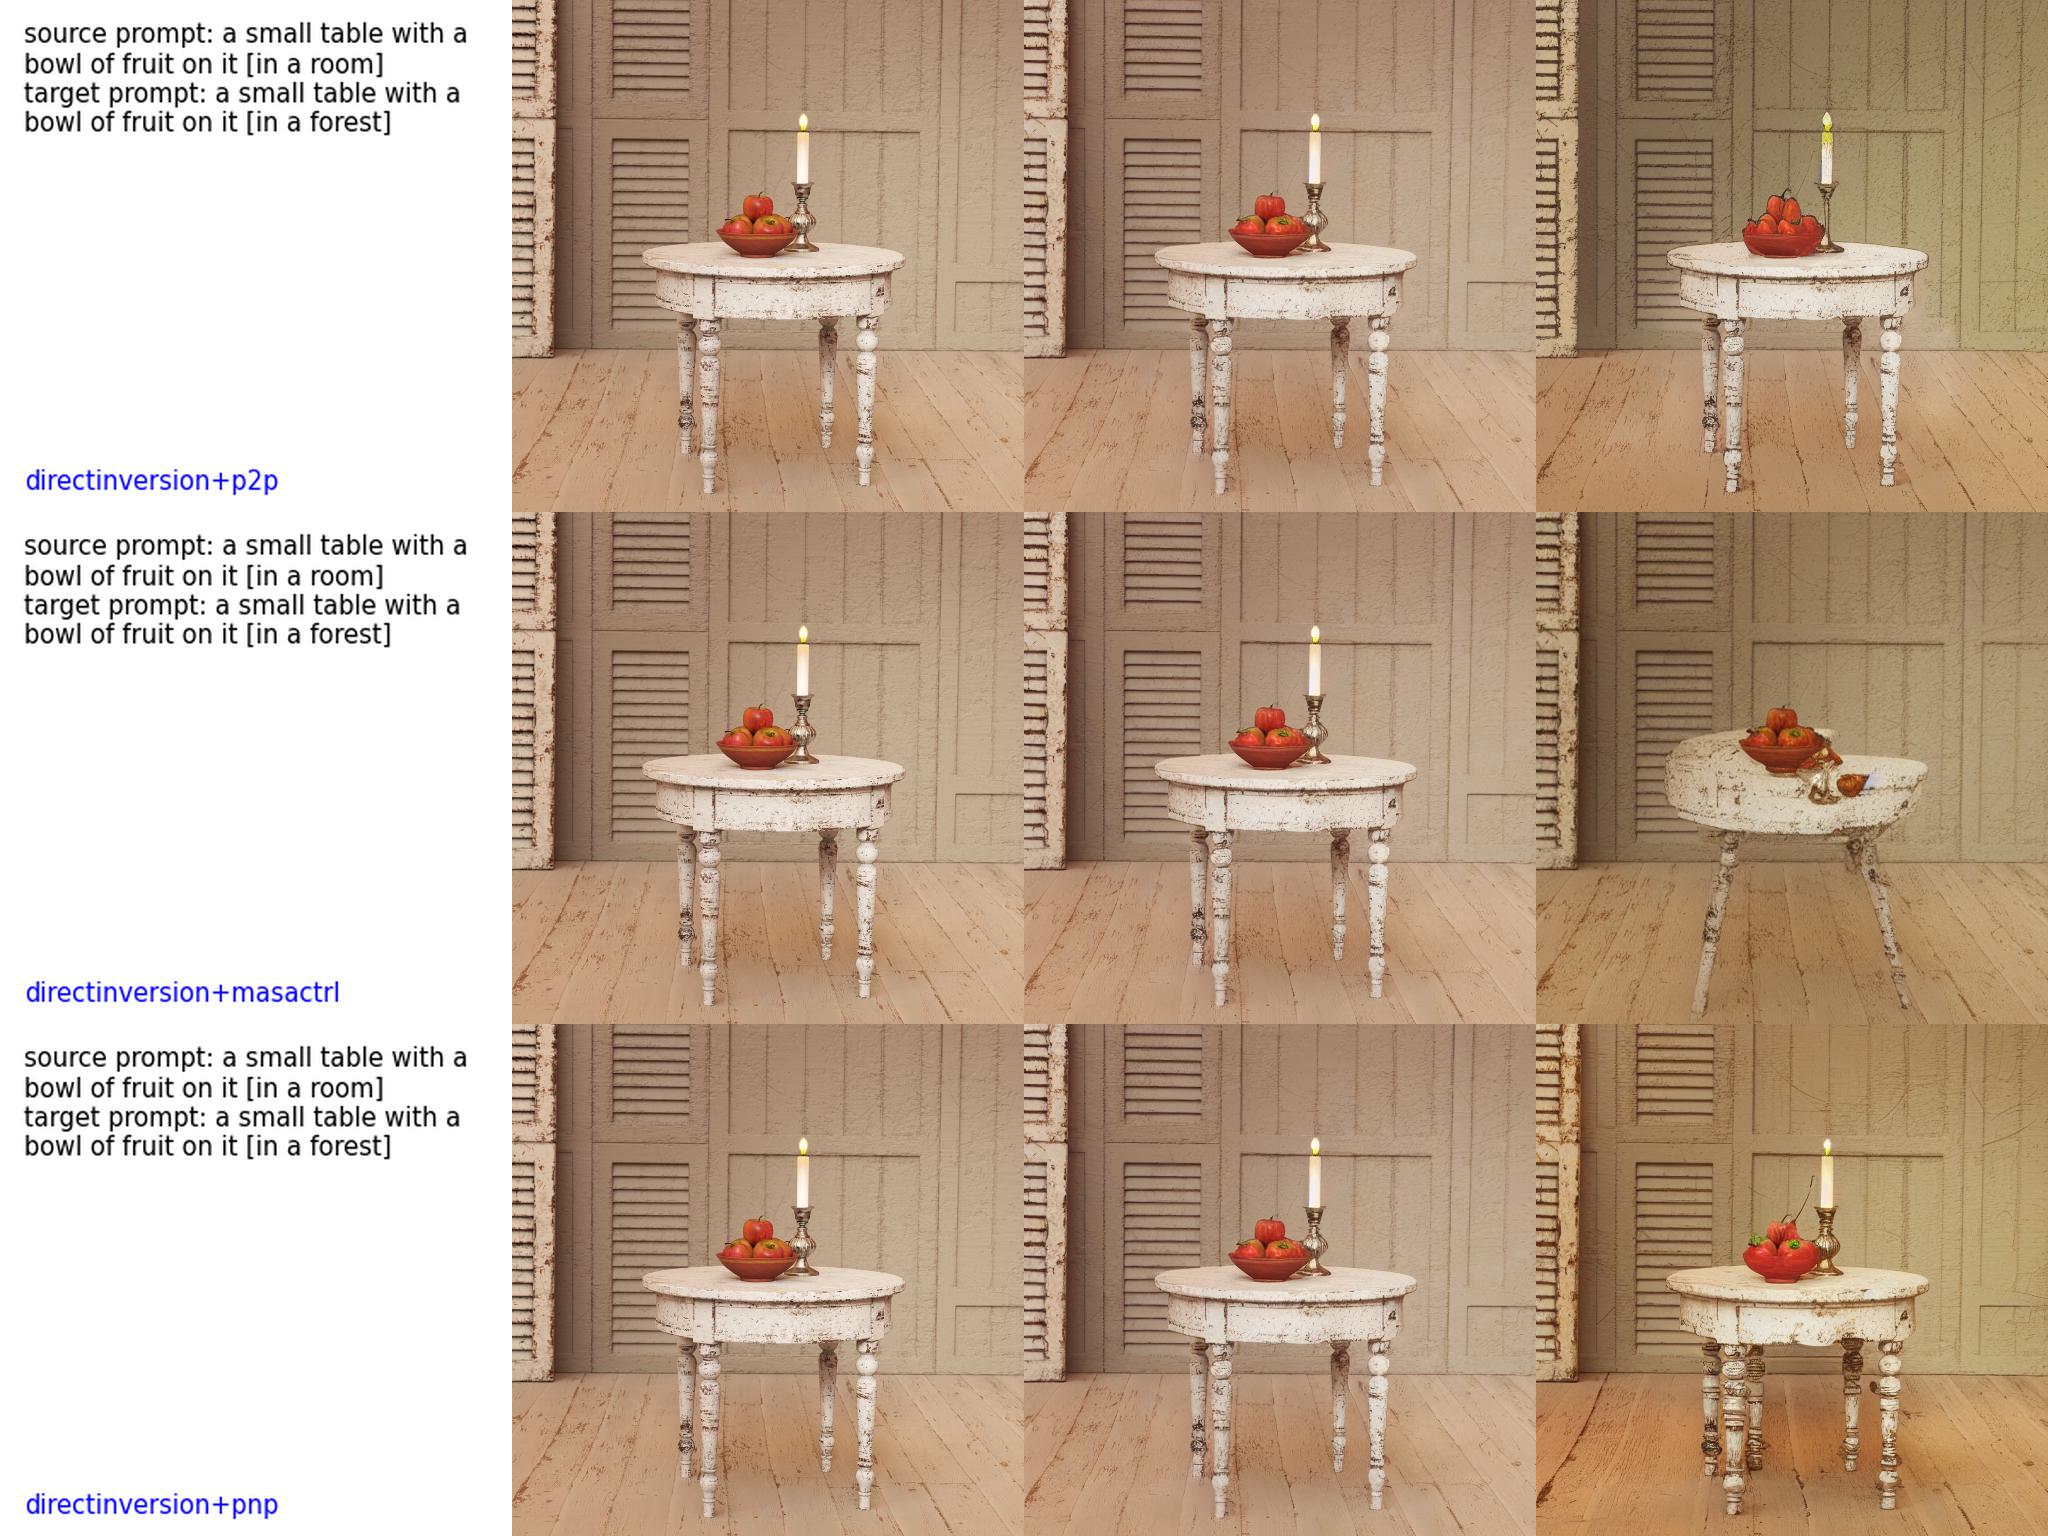 source prompt: a small table with a
bowl of fruit on it [in a room]
target prompt: a small table with a
bowl of fruit on it [in a forest]
directinversion+p2p
source prompt: a small table with a
bowl of fruit on it [in a room]
target prompt: a small table with a
bowl of fruit on it [in a forest]
directinversion+masactrl
source prompt: a small table with a
bowl of fruit on it [in a room]
target prompt: a small table with a
bowl of fruit on it [in a forest]
directinversion+pnp